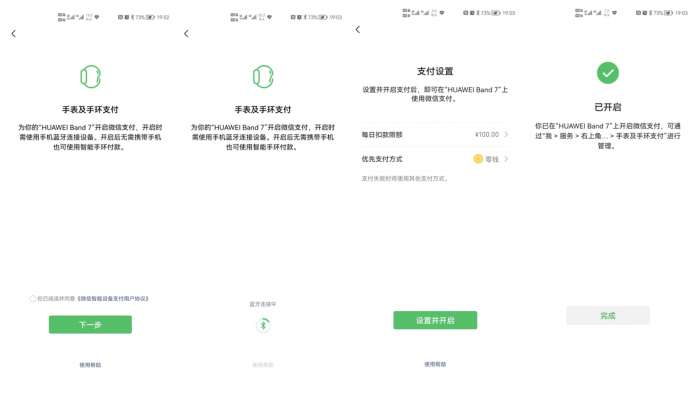 73% 19:02
手表及手环支付
为你的“HUAWEI Band 7”开启微信支付，开启时
需使用手机蓝牙连接设备。开启后无需携带手机
也可使用智能手环付款。
你已阅读并同意《微信智能设备支付用户协议》
下一步
使用帮助
73% 19:03
手表及手环支付
为你的“HUAWEI Band 7”开启微信支付，开启时
需使用手机蓝牙连接设备。开启后无需携带手机
也可使用智能手环付款。
蓝牙连接中
使用帮助
73% 19:03
支付设置
设置并开启支付后，即可在“HUAWEI Band 7”上
使用微信支付。
每日扣款限额 ¥100.00
优先支付方式 零钱
支付失败时将使用其他支付方式。
设置并开启
使用帮助
73% 19:03
已开启
你已在“HUAWEI Band 7”上开启微信支付，可通
过“我 > 服务 > 右上角... > 手表及手环支付”进行
管理。
完成